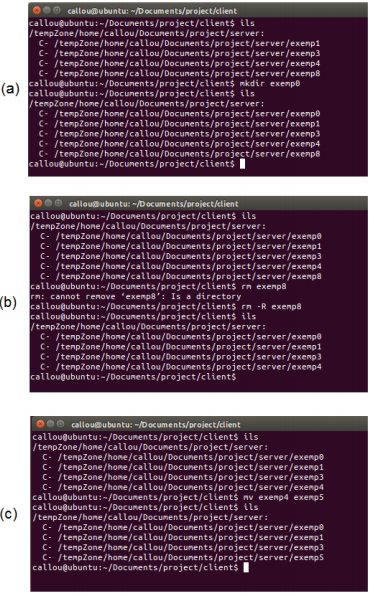 callou@ubuntu: ~/Documents/project/client
callou@ubuntu:~/Documents/project/client$ ils
/tempZone/home/callou/Documents/project/server:
C- /tempZone/home/callou/Documents/project/server/exemp1
C- /tempZone/home/callou/Documents/project/server/exemp3
C- /tempZone/home/callou/Documents/project/server/exemp4
C- /tempZone/home/callou/Documents/project/server/exemp8
(a)
callou@ubuntu:~/Documents/project/client$ mkdir exemp0
callou@ubuntu:~/Documents/project/client$ ils
/tempZone/home/callou/Documents/project/server:
C- /tempZone/home/callou/Documents/project/server/exemp0
C- /tempZone/home/callou/Documents/project/server/exemp1
C- /tempZone/home/callou/Documents/project/server/exemp3
C- /tempZone/home/callou/Documents/project/server/exemp4
C- /tempZone/home/callou/Documents/project/server/exemp8
callou@ubuntu:~/Documents/project/client$
callou@ubuntu: ~/Documents/project/client
callou@ubuntu:~/Documents/project/client$ ils
/tempZone/home/callou/Documents/project/server:
C- /tempZone/home/callou/Documents/project/server/exemp0
C- /tempZone/home/callou/Documents/project/server/exemp1
C- /tempZone/home/callou/Documents/project/server/exemp3
C- /tempZone/home/callou/Documents/project/server/exemp4
C- /tempZone/home/callou/Documents/project/server/exemp8
callou@ubuntu:~/Documents/project/client$ rm exemp8
rm: cannot remove ‘exemp8’: Is a directory
(b)
callou@ubuntu:~/Documents/project/client$ rm -R exemp8
callou@ubuntu:~/Documents/project/client$ ils
/tempZone/home/callou/Documents/project/server:
C- /tempZone/home/callou/Documents/project/server/exemp0
C- /tempZone/home/callou/Documents/project/server/exemp1
C- /tempZone/home/callou/Documents/project/server/exemp3
C- /tempZone/home/callou/Documents/project/server/exemp4
callou@ubuntu:~/Documents/project/client$
callou@ubuntu: ~/Documents/project/client
callou@ubuntu:~/Documents/project/client$ ils
/tempZone/home/callou/Documents/project/server:
C- /tempZone/home/callou/Documents/project/server/exemp0
C- /tempZone/home/callou/Documents/project/server/exemp1
C- /tempZone/home/callou/Documents/project/server/exemp3
C- /tempZone/home/callou/Documents/project/server/exemp4
callou@ubuntu:~/Documents/project/client$ mv exemp4 exemp5
callou@ubuntu:~/Documents/project/client$ ils
(c)
/tempZone/home/callou/Documents/project/server:
C- /tempZone/home/callou/Documents/project/server/exemp0
C- /tempZone/home/callou/Documents/project/server/exemp1
C- /tempZone/home/callou/Documents/project/server/exemp3
C- /tempZone/home/callou/Documents/project/server/exemp5
callou@ubuntu:~/Documents/project/client$